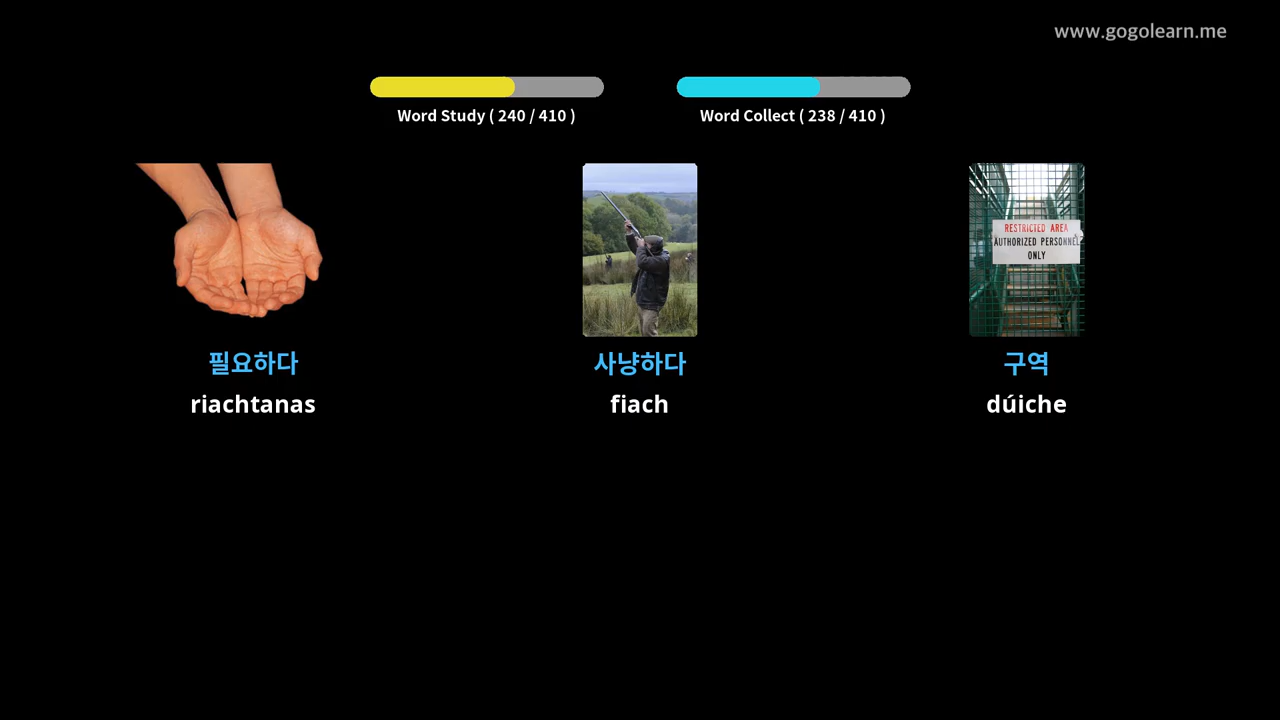 www.gogolearn.me
Word Study ( 240 / 410 )
Word Collect ( 238 / 410 )
RESTRICTED AREA
AUTHORIZED PERSONNEL
ONLY
필요하다
사냥하다
구역
riachtanas
fiach
dúiche